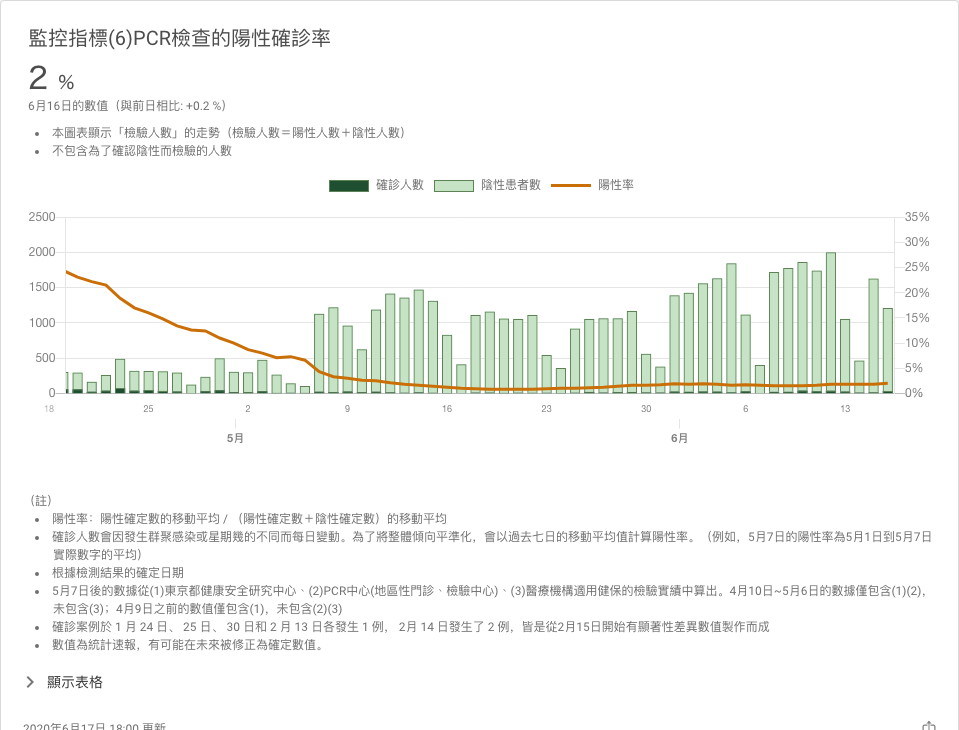 監控指標(6)PCR檢查的陽性確診率
2 %
6月16日的數值（與前日相比: +0.2 %）
• 本圖表顯示「檢驗人數」的走勢（檢驗人數＝陽性人數＋陰性人數）
• 不包含為了確認陰性而檢驗的人數
確診人數 陰性患者數 陽性率
2500 35%
30%
2000
25%
1500 20%
15%
1000
10%
500
5%
0 0%
18 25 2 9 16 23 30 6 13
5月 6月
（註）
• 陽性率：陽性確定數的移動平均 / （陽性確定數＋陰性確定數）的移動平均
• 確診人數會因發生群聚感染或星期幾的不同而每日變動。為了將整體傾向平準化，會以過去七日的移動平均值計算陽性率。（例如，5月7日的陽性率為5月1日到5月7日
實際數字的平均）
• 根據檢測結果的確定日期
• 5月7日後的數據從(1)東京都健康安全研究中心、(2)PCR中心(地區性門診、檢驗中心)、(3)醫療機構適用健保的檢驗實績中算出。4月10日~5月6日的數據僅包含(1)(2)，
未包含(3)；4月9日之前的數值僅包含(1)，未包含(2)(3)
• 確診案例於 1 月 24 日、 25 日、 30 日和 2 月 13 日各發生 1 例， 2月 14 日發生了 2 例，皆是從2月15日開始有顯著性差異數值製作而成
• 數值為統計速報，有可能在未來被修正為確定數值。
顯示表格
2020年6月17日 18:00 更新